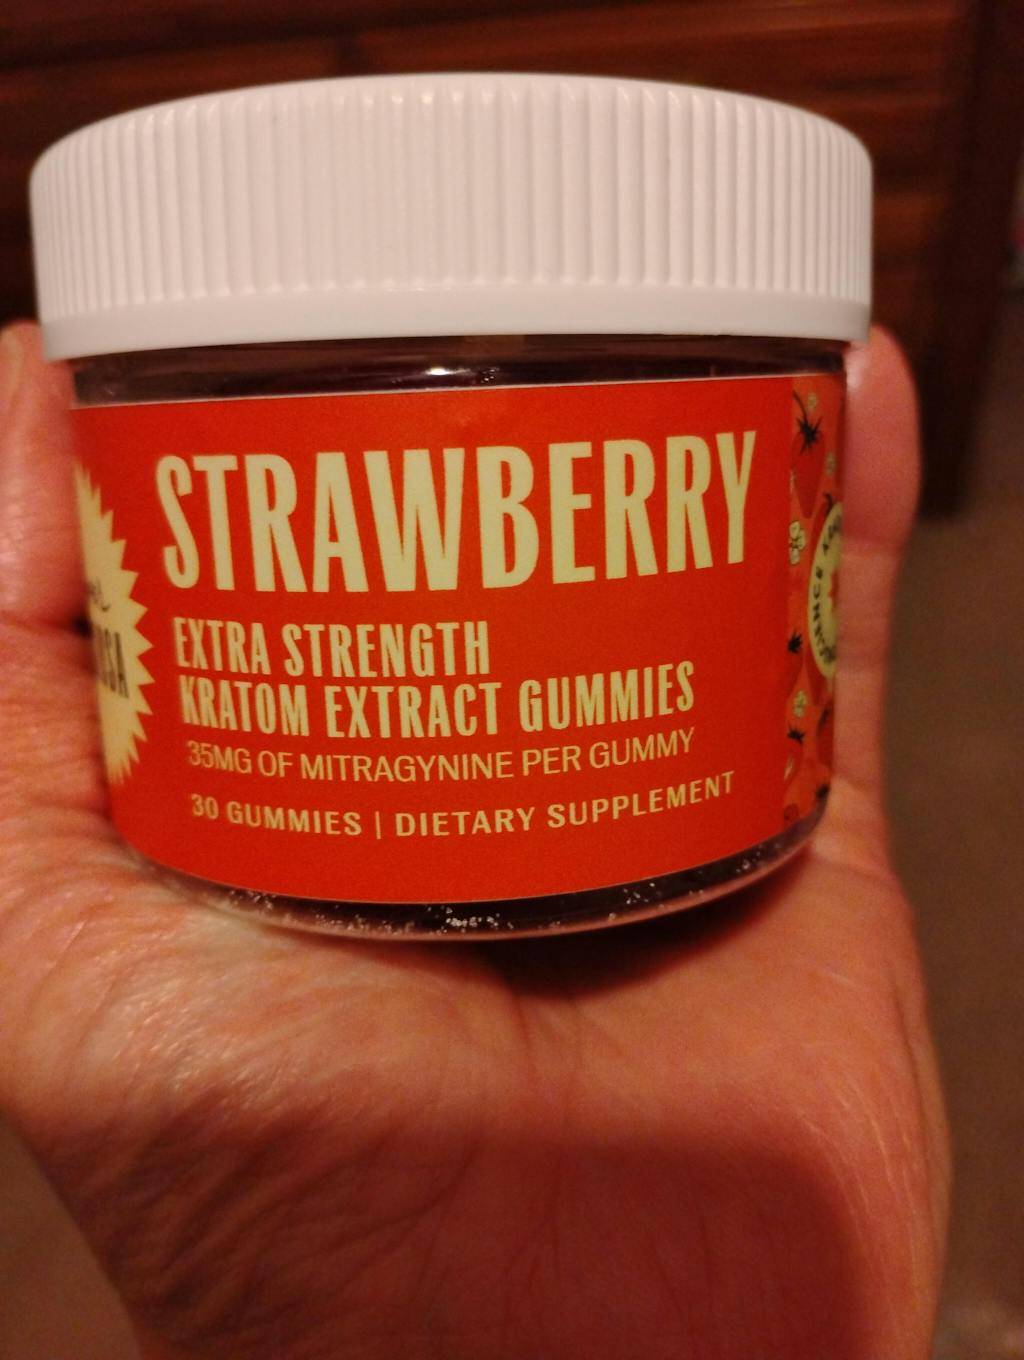 STRAWBERRY
EXTRA STRENGTH
KRATOM EXTRACT GUMMIES
35MG OF MITRAGYNINE PER GUMMY
30 GUMMIES | DIETARY SUPPLEMENT